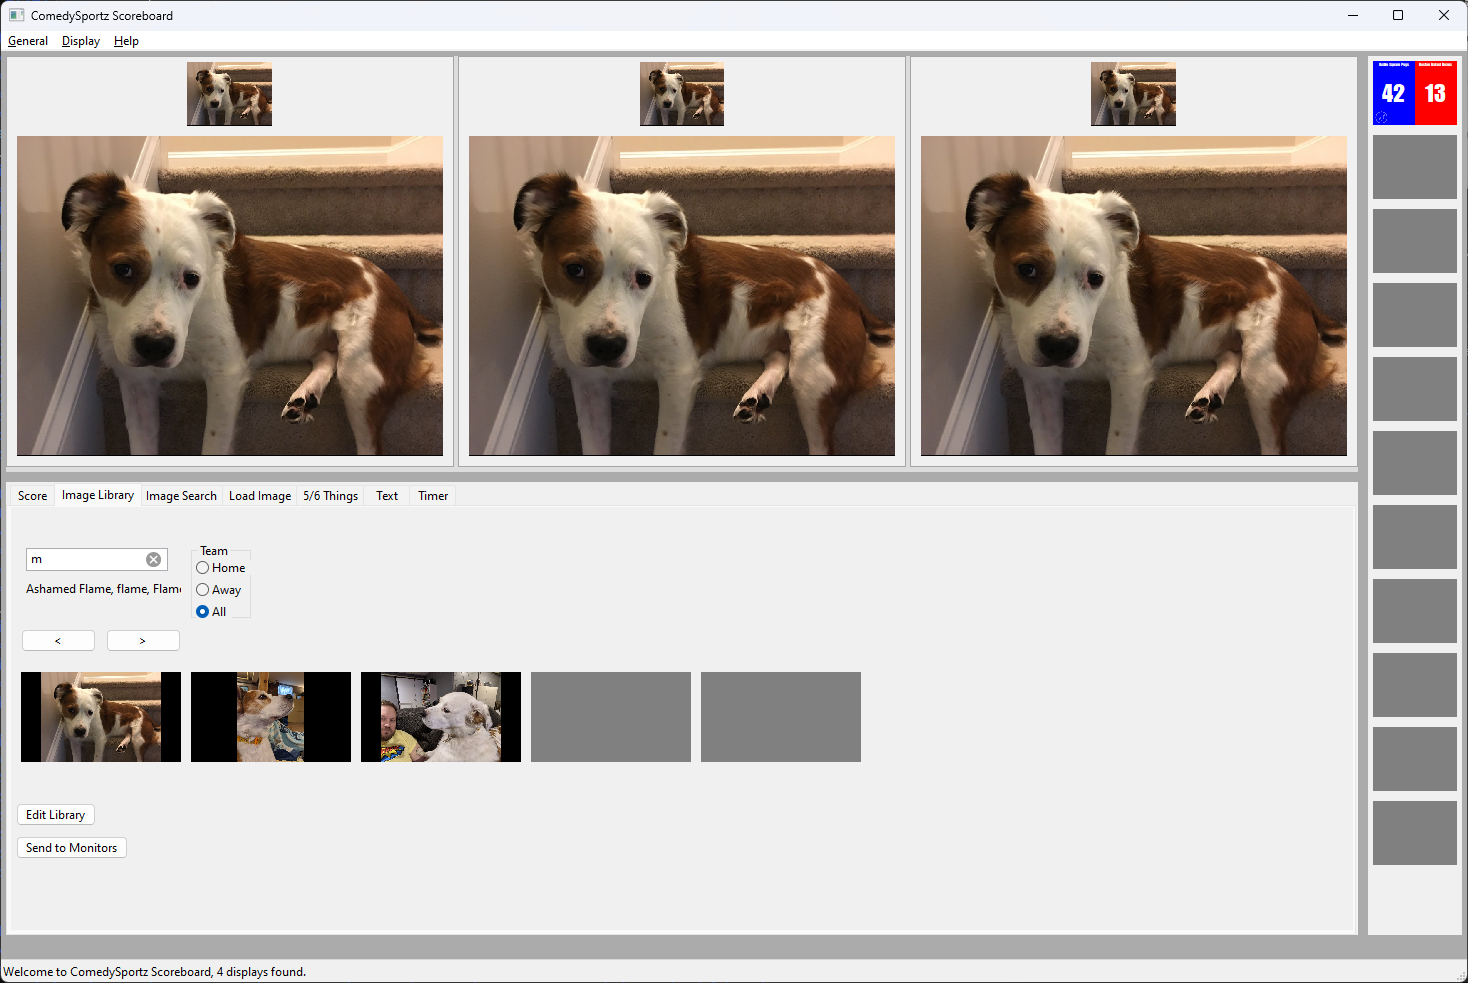 ComedySportz Scoreboard
General Display Help
42 13
Score Image Library Image Search Load Image 5/6 Things Text Timer
m
Ashamed Flame, flame, Flam
Team
Home
Away
All
< >
Edit Library
Send to Monitors
Welcome to ComedySportz Scoreboard, 4 displays found.